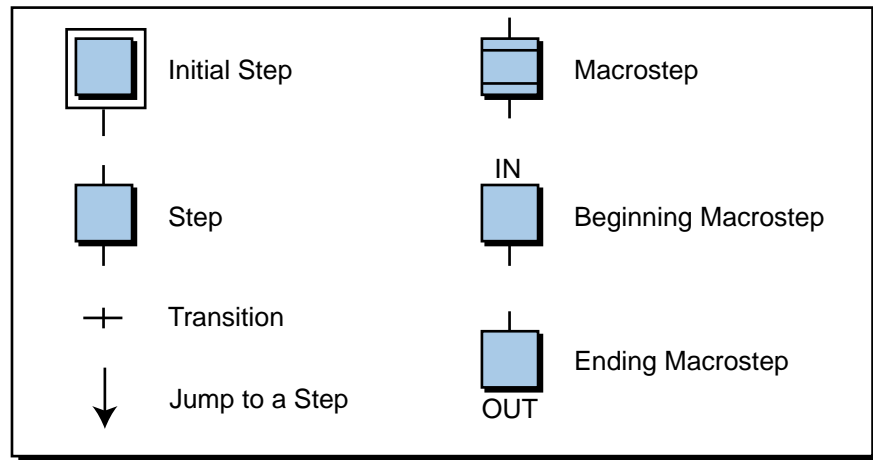 Initial Step
Step
Transition
Jump to a Step
Macrostep
IN
Beginning Macrostep
Ending Macrostep
OUT